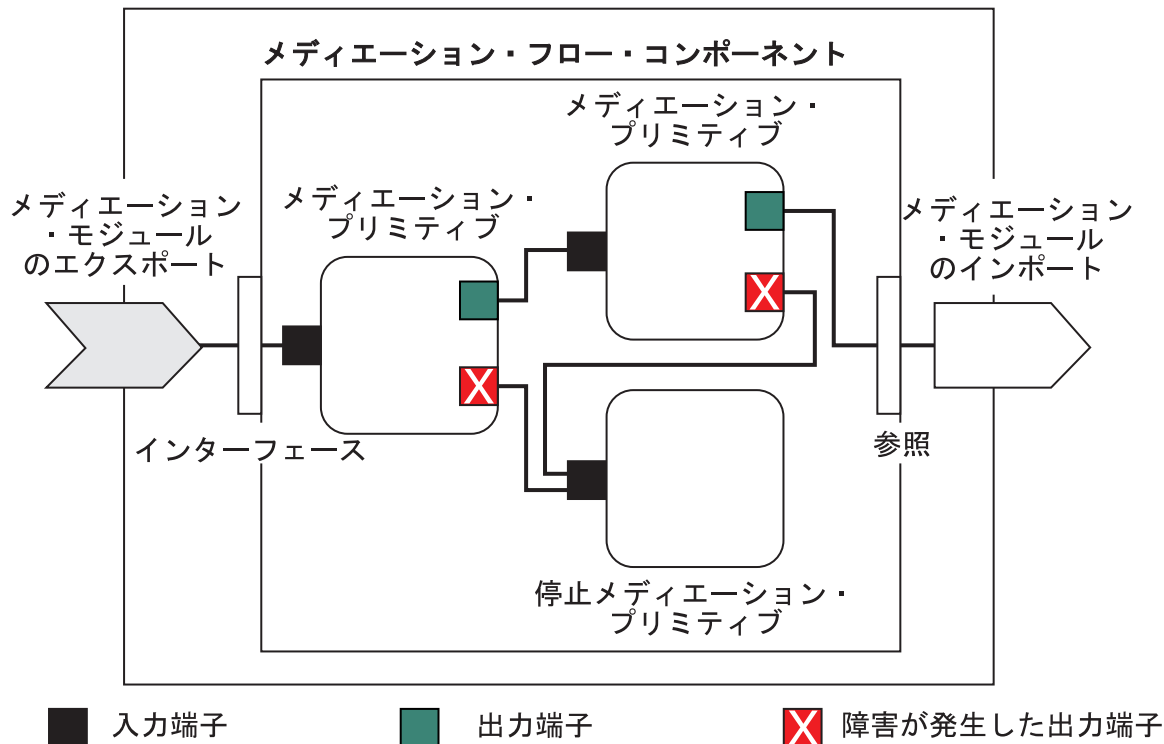 メディエーション・フロー・コンポーネント
メディエーション・
プリミティブ
メディエーション・
プリミティブ
メディエーション
・モジュール
のエクスポート
メディエーション
・モジュール
のインポート
インターフェース
参照
停止メディエーション・
プリミティブ
入力端子
出力端子
X 障害が発生した出力端子